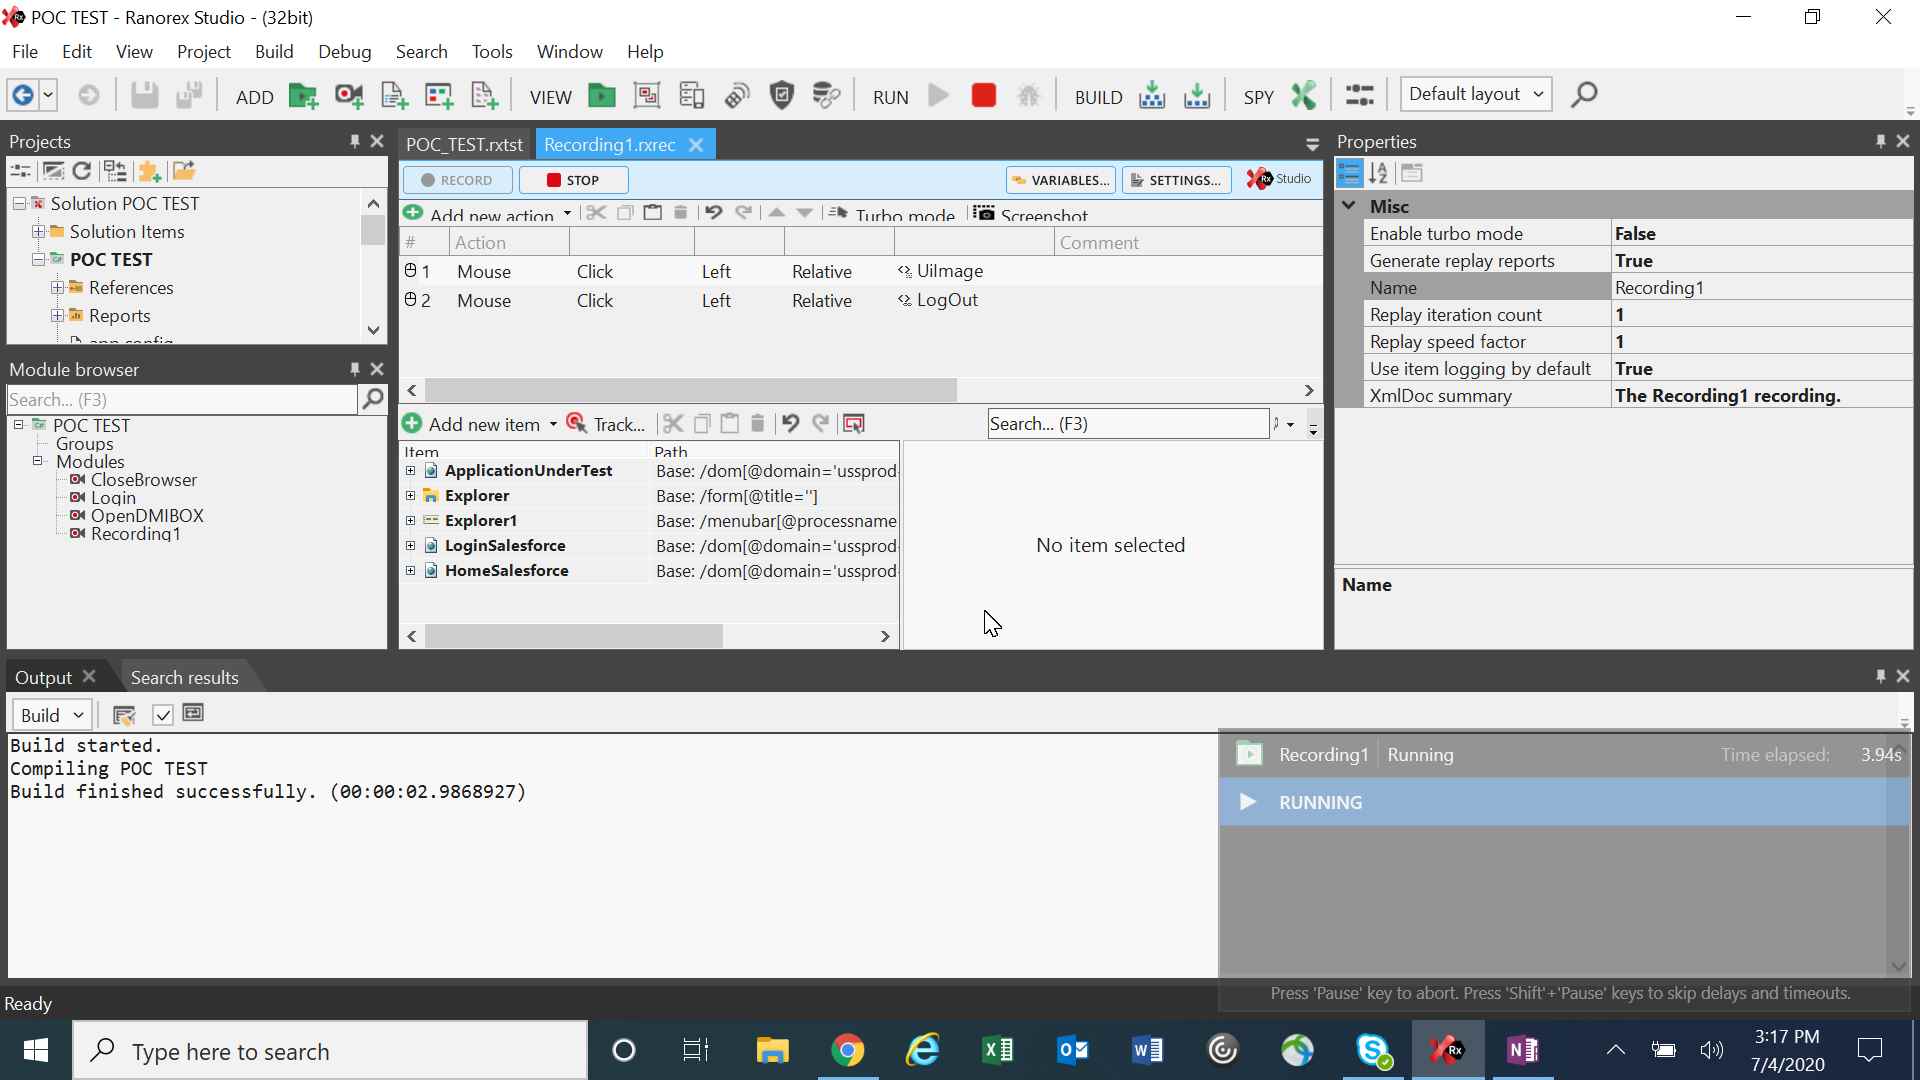 POC TEST - Ranorex Studio - (32bit)
File Edit View Project Build Debug Search Tools Window Help
ADD VIEW RUN BUILD SPY Default layout
Projects
Solution POC TEST
Solution Items
POC TEST
References
Reports
app.config
Module browser
Search... (F3)
POC TEST
Groups
Modules
CloseBrowser
Login
OpenDMIBOX
Recording1
POC_TEST.rxtst Recording1.rxrec
RECORD STOP VARIABLES... SETTINGS... Rx Studio
Add new action Turbo mode Screenshot
# Action Comment
1 Mouse Click Left Relative UiImage
2 Mouse Click Left Relative LogOut
Add new item Track... Search... (F3)
Item Path
ApplicationUnderTest Base: /dom[@domain='ussprod-
Explorer Base: /form[@title='']
Explorer1 Base: /menubar[@processname
LoginSalesforce Base: /dom[@domain='ussprod-
HomeSalesforce Base: /dom[@domain='ussprod-
No item selected
Properties
Misc
Enable turbo mode False
Generate replay reports True
Name Recording1
Replay iteration count 1
Replay speed factor 1
Use item logging by default True
XmlDoc summary The Recording1 recording.
Name
Output Search results
Build
Build started.
Compiling POC TEST
Build finished successfully. (00:00:02.9868927)
Recording1 Running Time elapsed: 3.94s
RUNNING
Press 'Pause' key to abort. Press 'Shift'+'Pause' keys to skip delays and timeouts.
Ready
Type here to search
3:17 PM
7/4/2020